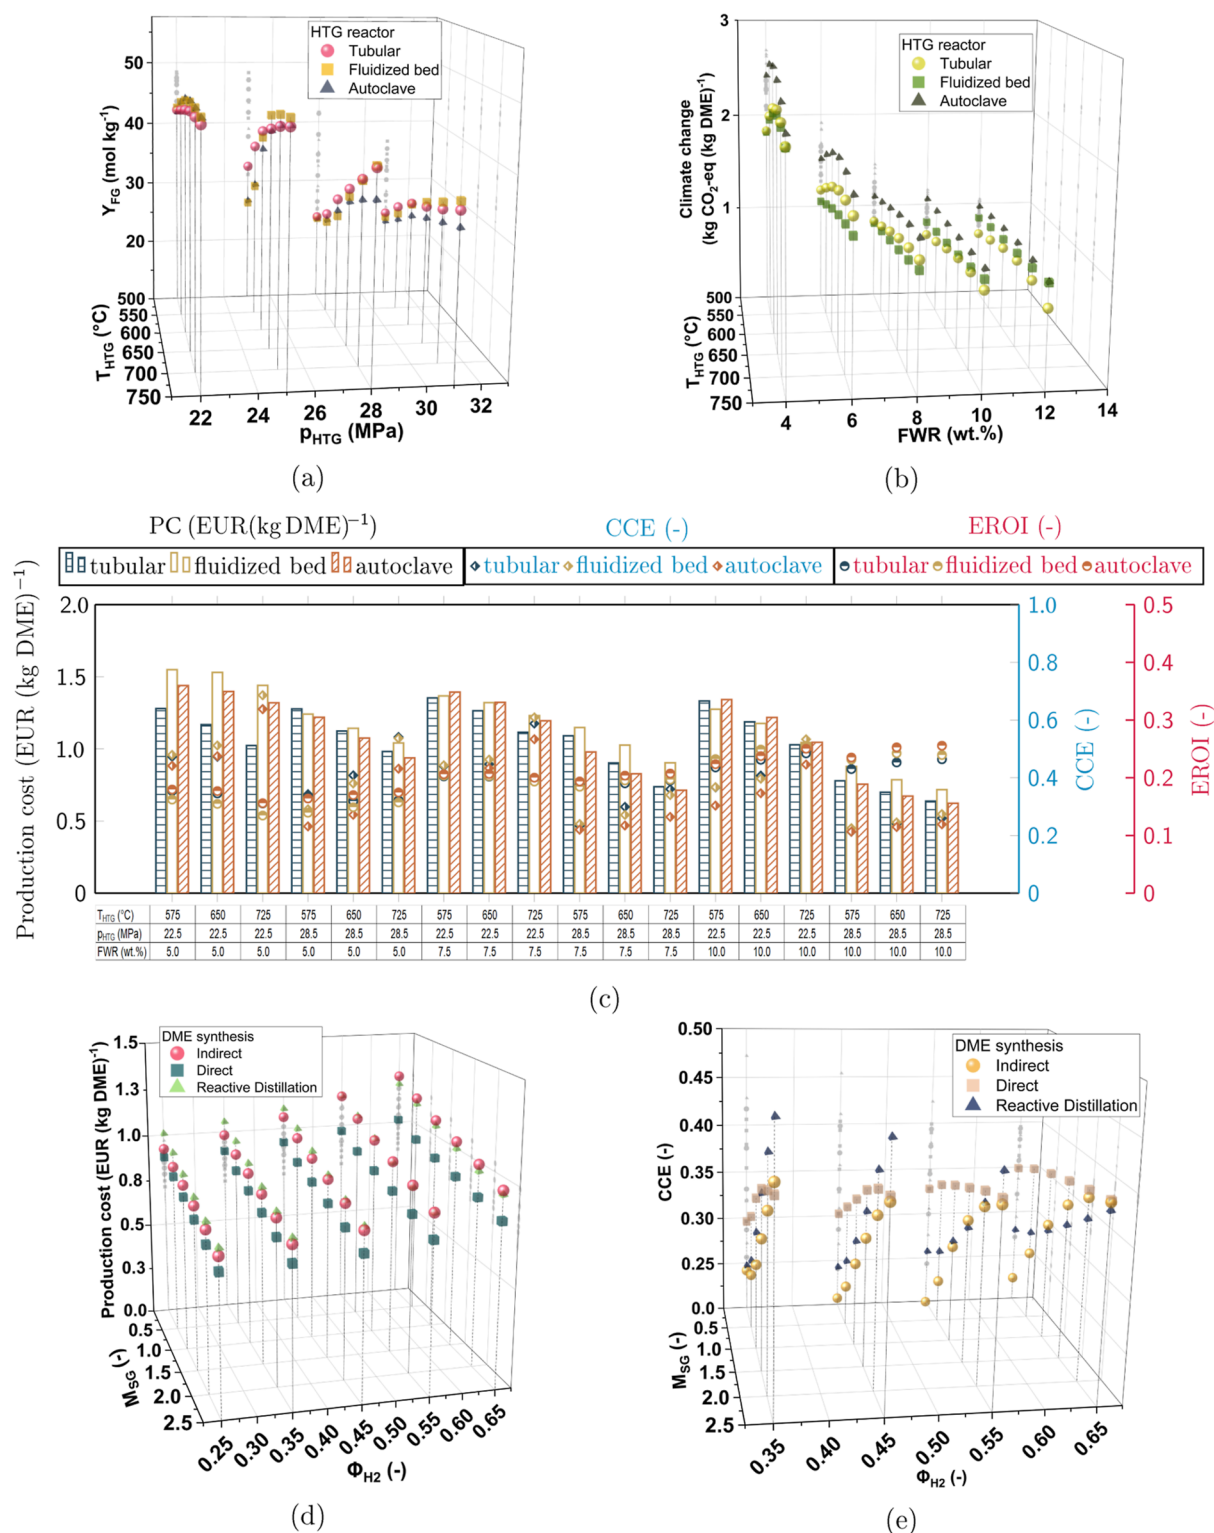 HTG reactor
Tubular
Fluidized bed
Autoclave
Y_FG (mol kg⁻¹)
50
40
30
20
T_HTG (°C)
500
550
600
650
700
750
22 24 26 28 30 32
p_HTG (MPa)
(a)
HTG reactor
Tubular
Fluidized bed
Autoclave
Climate change
(kg CO₂-eq (kg DME)⁻¹)
3
2
1
T_HTG (°C)
500
550
600
650
700
750
4 6 8 10 12 14
FWR (wt.%)
(b)
PC (EUR(kg DME)⁻¹) CCE (-) EROI (-)
tubular fluidized bed autoclave tubular fluidized bed autoclave tubular fluidized bed autoclave
Production cost (EUR (kg DME)⁻¹
2.0
1.5
1.0
0.5
0
CCE (-)
1.0
0.8
0.6
0.4
0.2
0
EROI (-)
0.5
0.4
0.3
0.2
0.1
0
T_HTG (°C) 575 650 725 575 650 725 575 650 725 575 650 725 575 650 725 575 650 725
p_HTG (MPa) 22.5 22.5 22.5 28.5 28.5 28.5 22.5 22.5 22.5 28.5 28.5 28.5 22.5 22.5 22.5 28.5 28.5 28.5
FWR (wt.%) 5.0 5.0 5.0 5.0 5.0 5.0 7.5 7.5 7.5 7.5 7.5 7.5 10.0 10.0 10.0 10.0 10.0 10.0
(c)
DME synthesis
Indirect
Direct
Reactive Distillation
Production cost (EUR (kg DME)⁻¹)
1.5
1.3
1.0
0.8
0.5
0.3
0.0
M_SG (-)
0.5
1.0
1.5
2.0
2.5
0.25 0.30 0.35 0.40 0.45 0.50 0.55 0.60 0.65
Φ_H2 (-)
(d)
DME synthesis
Indirect
Direct
Reactive Distillation
CCE (-)
0.50
0.45
0.40
0.35
0.30
0.25
0.0
M_SG (-)
0.5
1.0
1.5
2.0
2.5
0.35 0.40 0.45 0.50 0.55 0.60 0.65
Φ_H2 (-)
(e)